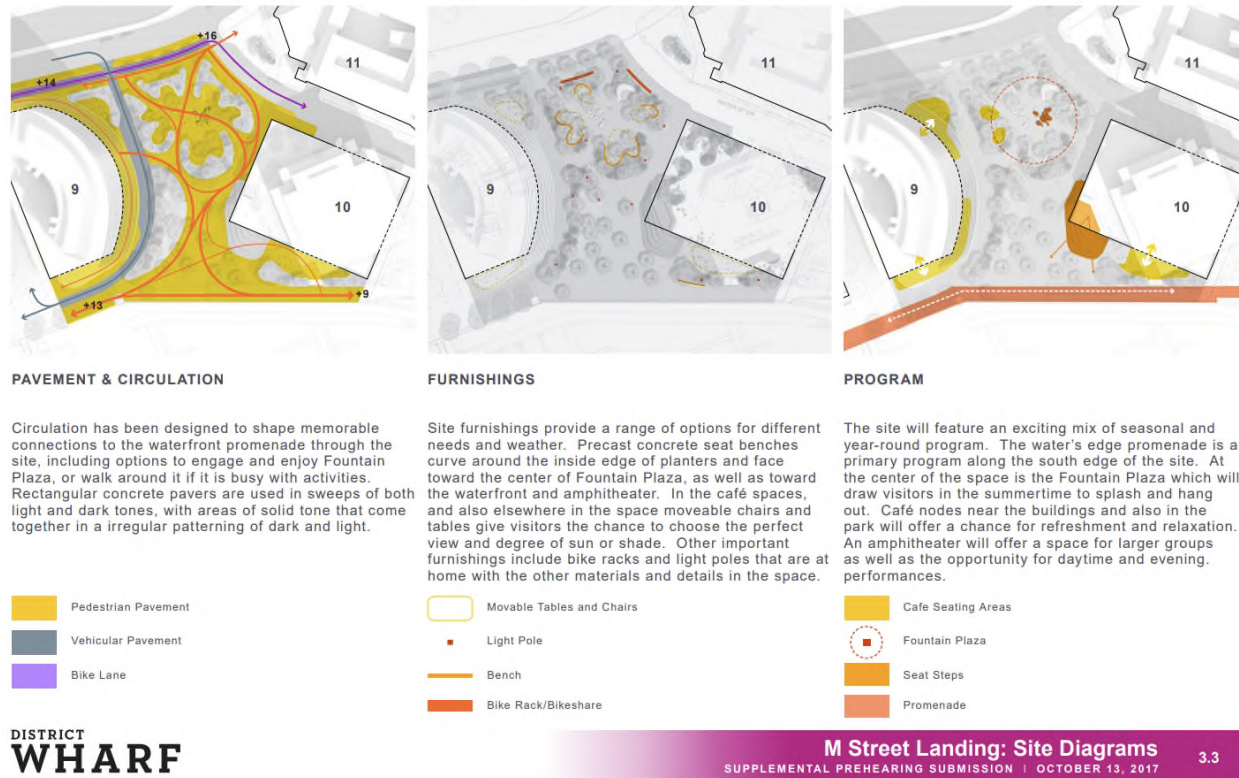 +16
+14
11
9
10
+9
+13
11
9
10
11
9
10
PAVEMENT & CIRCULATION
Circulation has been designed to shape memorable
connections to the waterfront promenade through the
site, including options to engage and enjoy Fountain
Plaza, or walk around it if it is busy with activities.
Rectangular concrete pavers are used in sweeps of both
light and dark tones, with areas of solid tone that come
together in a irregular patterning of dark and light.
Pedestrian Pavement
Vehicular Pavement
Bike Lane
FURNISHINGS
Site furnishings provide a range of options for different
needs and weather. Precast concrete seat benches
curve around the inside edge of planters and face
toward the center of Fountain Plaza, as well as toward
the waterfront and amphitheater. In the café spaces,
and also elsewhere in the space moveable chairs and
tables give visitors the chance to choose the perfect
view and degree of sun or shade. Other important
furnishings include bike racks and light poles that are at
home with the other materials and details in the space.
Movable Tables and Chairs
Light Pole
Bench
Bike Rack/Bikeshare
PROGRAM
The site will feature an exciting mix of seasonal and
year-round program. The water's edge promenade is a
primary program along the south edge of the site. At
the center of the space is the Fountain Plaza which will
draw visitors in the summertime to splash and hang
out. Café nodes near the buildings and also in the
park will offer a chance for refreshment and relaxation.
An amphitheater will offer a space for larger groups
as well as the opportunity for daytime and evening.
performances.
Cafe Seating Areas
Fountain Plaza
Seat Steps
Promenade
DISTRICT
WHARF
M Street Landing: Site Diagrams
SUPPLEMENTAL PREHEARING SUBMISSION | OCTOBER 13, 2017
3.3